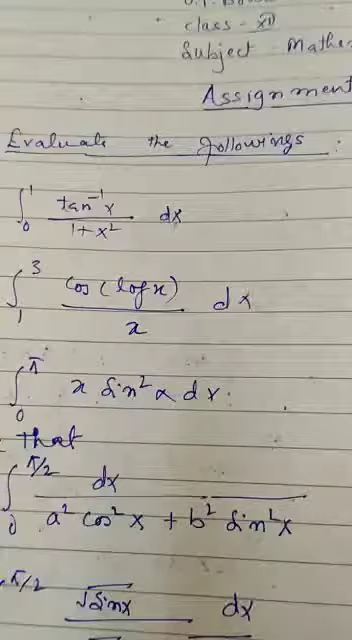 class - XII
Subject - Mathe
Assignment
Evaluate the followings :
∫₀¹ tan⁻¹x / 1+x² dx
∫₁³ cos(log x) / x dx
∫₀^π x sin²x dx.
that
∫₀^π/2 dx / a² cos²x + b² sin²x
π/2 √sinx dx